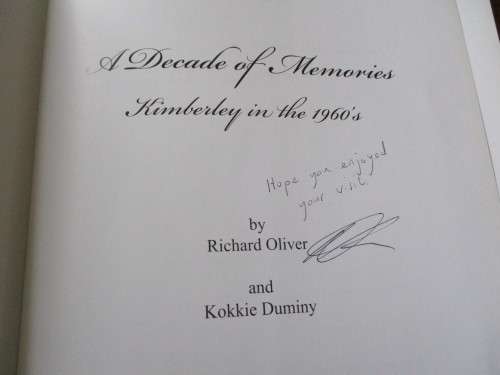 A Decade of Memories
Kimberley in the 1960's
Hope you enjoyed
your visit.
by
Richard Oliver
and
Kokkie Duminy